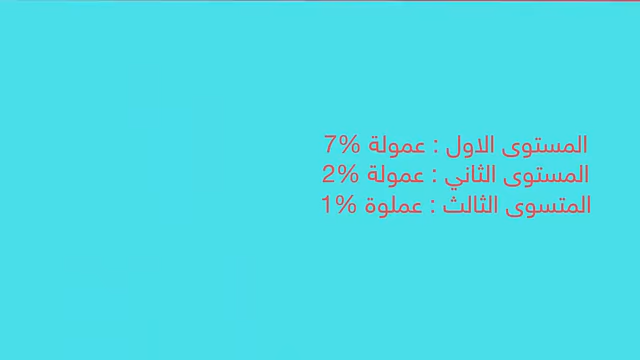 المستوى الاول : عمولة 7%
المستوى الثاني : عمولة 2%
المتسوى الثالث : عملوة 1%